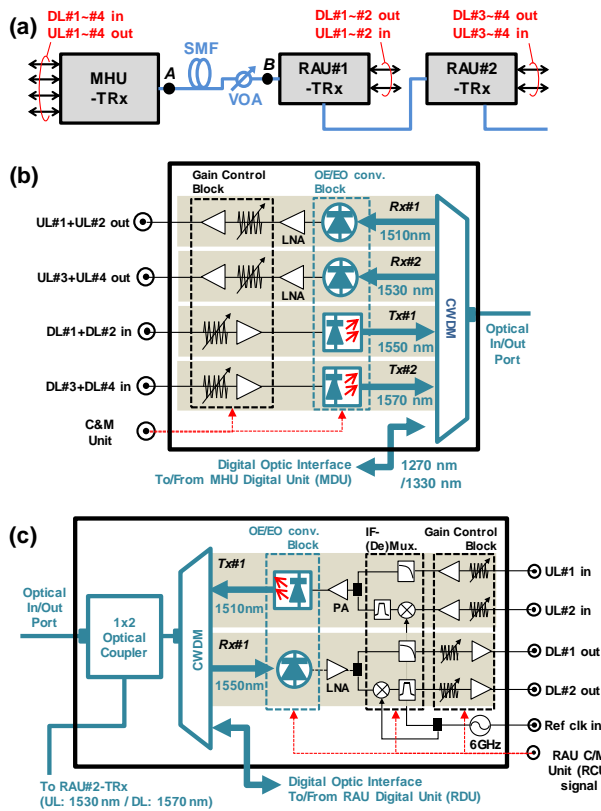 (a)
DL#1~#4 in
UL#1~#4 out
MHU
-TRx
A
SMF
VOA
B
RAU#1
-TRx
DL#1~#2 out
UL#1~#2 in
RAU#2
-TRx
DL#3~#4 out
UL#3~#4 in
(b)
Gain Control
Block
OE/EO conv.
Block
UL#1+UL#2 out
LNA
Rx#1
1510nm
UL#3+UL#4 out
LNA
Rx#2
1530 nm
DL#1+DL#2 in
Tx#1
1550 nm
DL#3+DL#4 in
Tx#2
1570 nm
CWDM
Optical
In/Out
Port
C&M
Unit
Digital Optic Interface
To/From MHU Digital Unit (MDU)
1270 nm
/1330 nm
(c)
OE/EO conv.
Block
IF-
(De)Mux.
Gain Control
Block
Optical
In/Out
Port
1x2
Optical
Coupler
CWDM
Tx#1
1510nm
PA
UL#1 in
UL#2 in
Rx#1
1550nm
LNA
DL#1 out
DL#2 out
Ref clk in
6GHz
RAU C/M
Unit (RCU
signal
To RAU#2-TRx
(UL: 1530 nm / DL: 1570 nm)
Digital Optic Interface
To/From RAU Digital Unit (RDU)